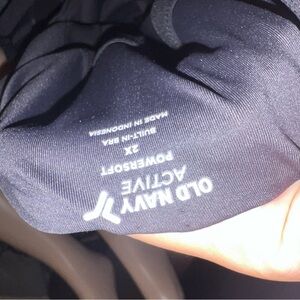 OLD NAVY
ACTIVE
POWERSOFT
2X
BUILT-IN BRA
MADE IN INDONESIA